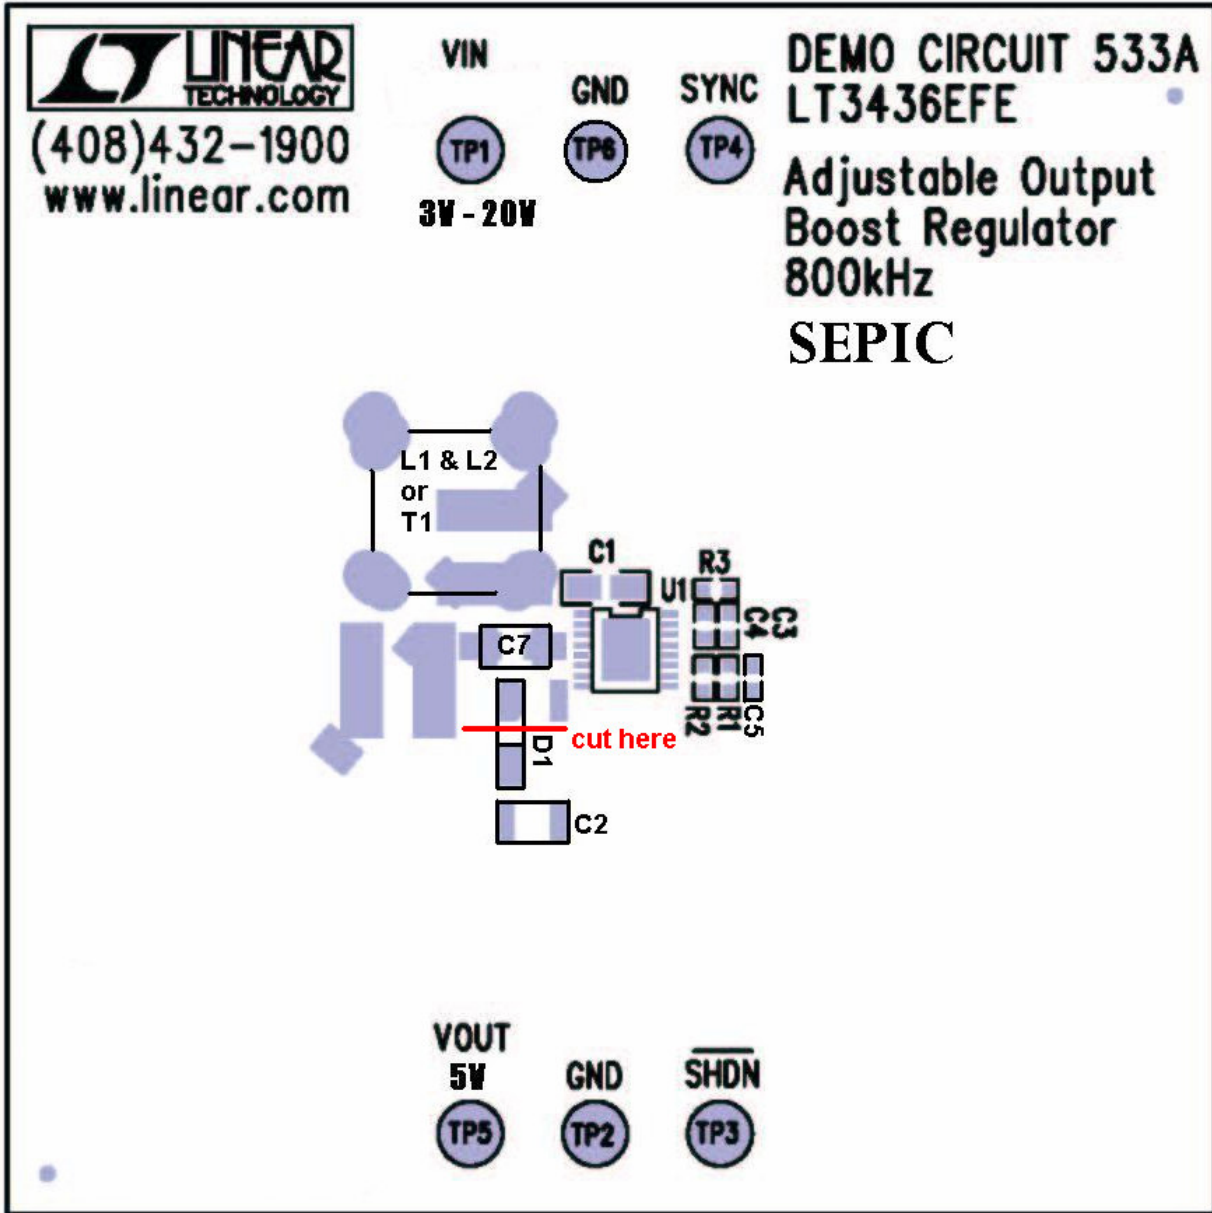 LT LINEAR
TECHNOLOGY
(408)432-1900
www.linear.com
VIN
TP1
3V - 20V
GND
TP6
SYNC
TP4
DEMO CIRCUIT 533A
LT3436EFE
Adjustable Output
Boost Regulator
800kHz
SEPIC
L1 & L2
or
T1
C1
U1
R3
C4
C3
C7
R2
R1
C5
cut here
D1
C2
VOUT
5V
TP5
GND
TP2
SHDN
TP3